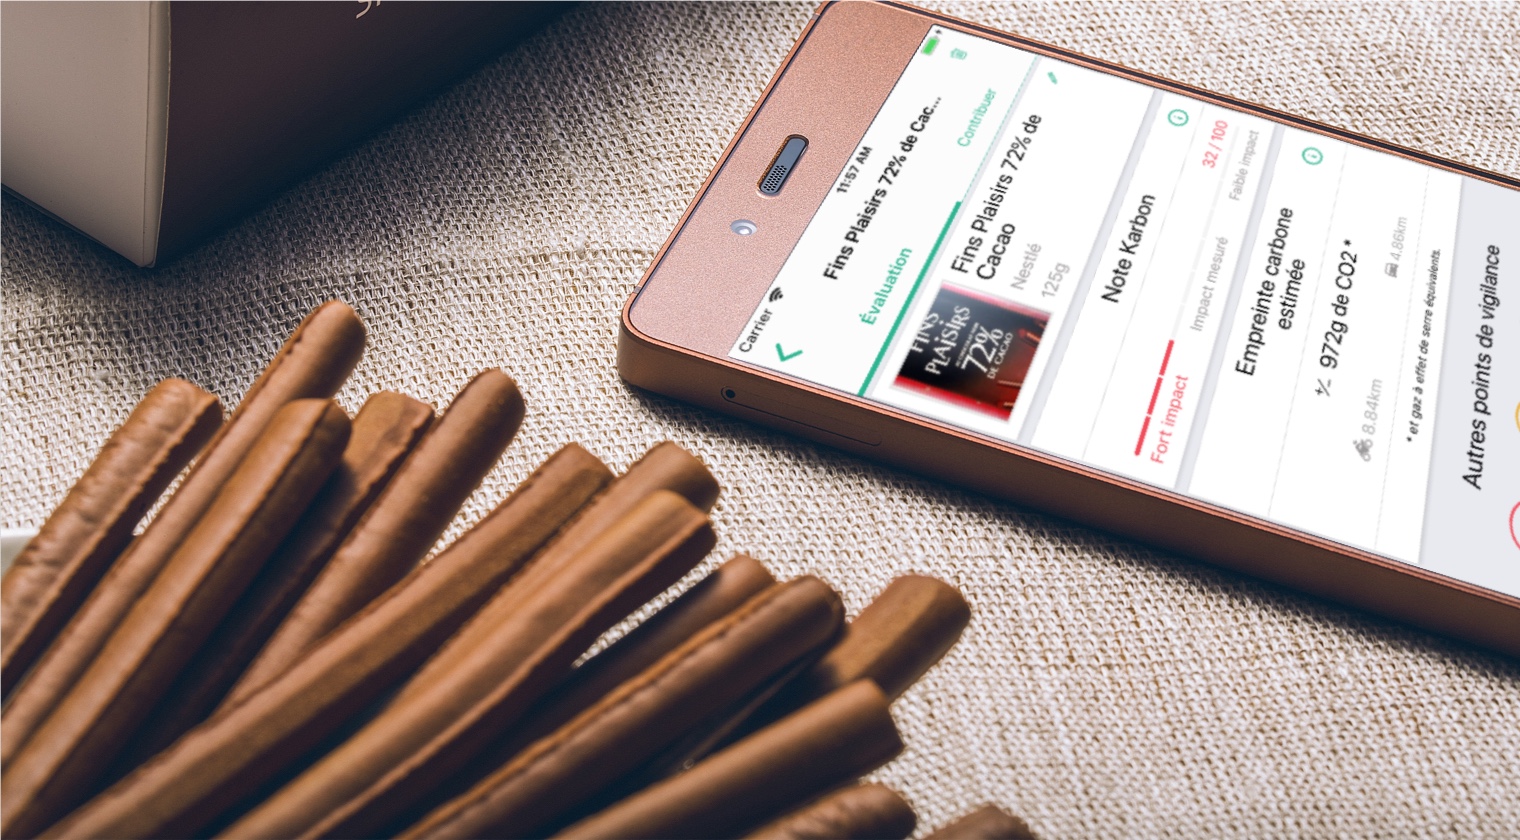 Carrier
11:57 AM
Fins Plaisirs 72% de Cac...
Évaluation
Contribuer
Fins Plaisirs 72% de
Cacao
Nestlé
125g
FINS
PLAISIRS
72%
DE CACAO
Note Karbon
32 / 100
Fort impact
Impact mesuré
Faible impact
Empreinte carbone
estimée
+/- 972g de CO2 *
8.84km
4.86km
* et gaz à effet de serre équivalents.
Autres points de vigilance